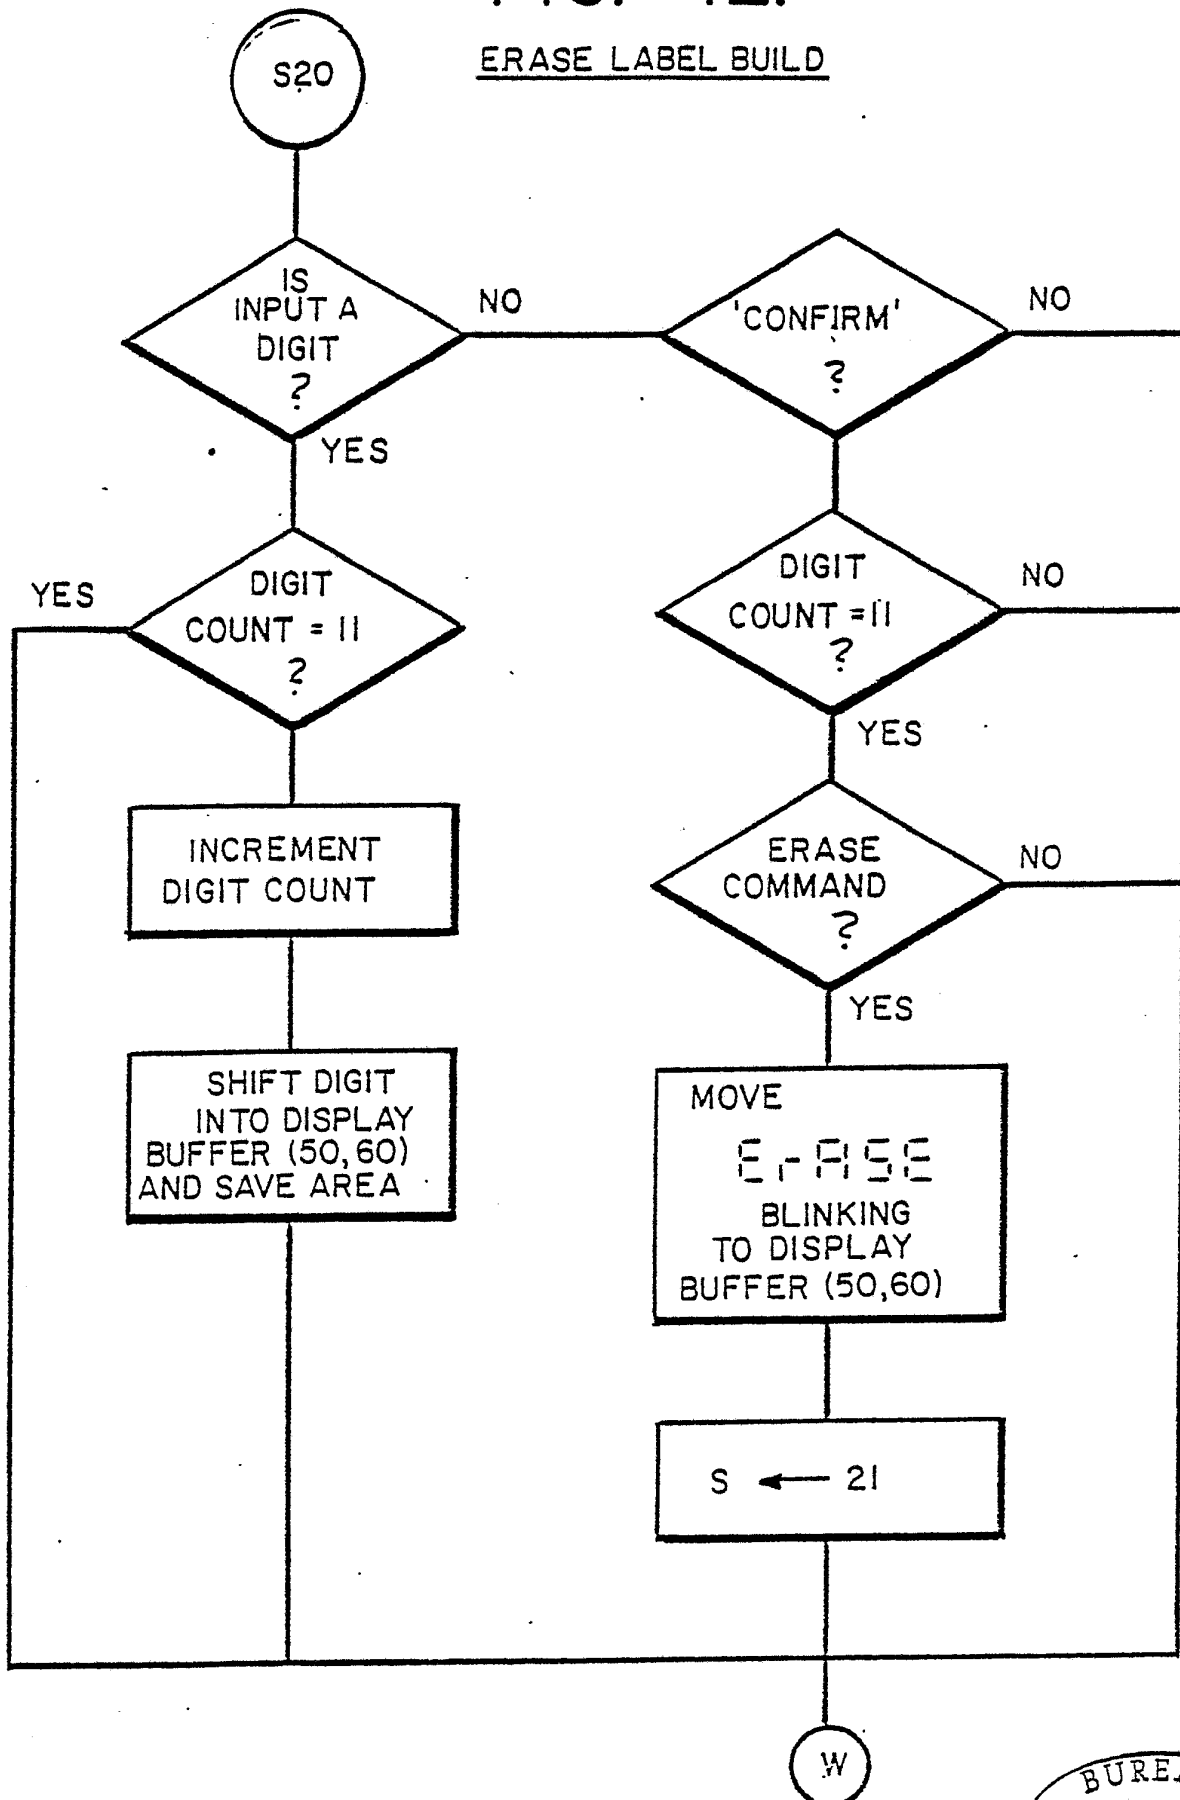 ERASE LABEL BUILD
S20
IS
INPUT A
DIGIT
?
NO
YES
'CONFIRM'
?
NO
DIGIT
COUNT = 11
?
YES
DIGIT
COUNT = 11
?
NO
YES
INCREMENT
DIGIT COUNT
ERASE
COMMAND
?
NO
YES
SHIFT DIGIT
INTO DISPLAY
BUFFER (50,60)
AND SAVE AREA
MOVE
ErASE
BLINKING
TO DISPLAY
BUFFER (50,60)
S ← 21
W